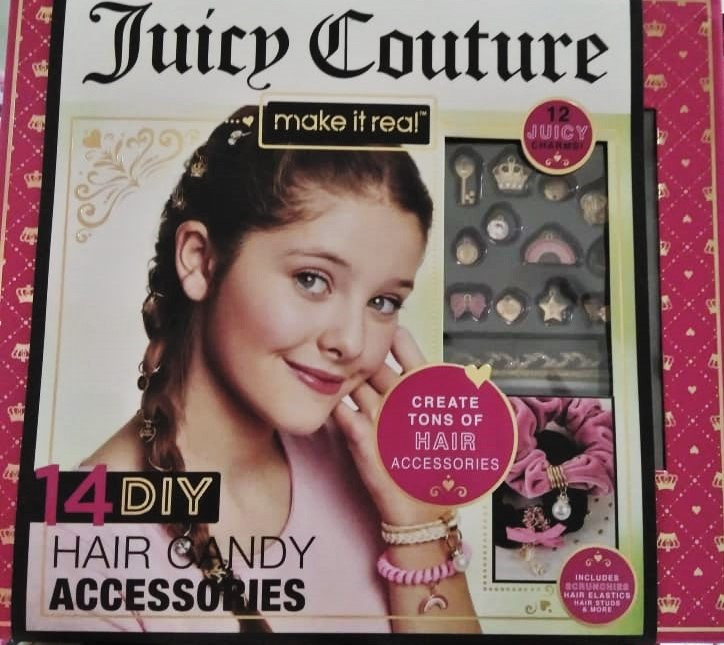 Juicy Couture
make it real™
12
JUICY
CHARMS!
CREATE
TONS OF
HAIR
ACCESSORIES
14 DIY
HAIR CANDY
ACCESSORIES
INCLUDES
SCRUNCHIES
HAIR ELASTICS
HAIR STUDS
& MORE